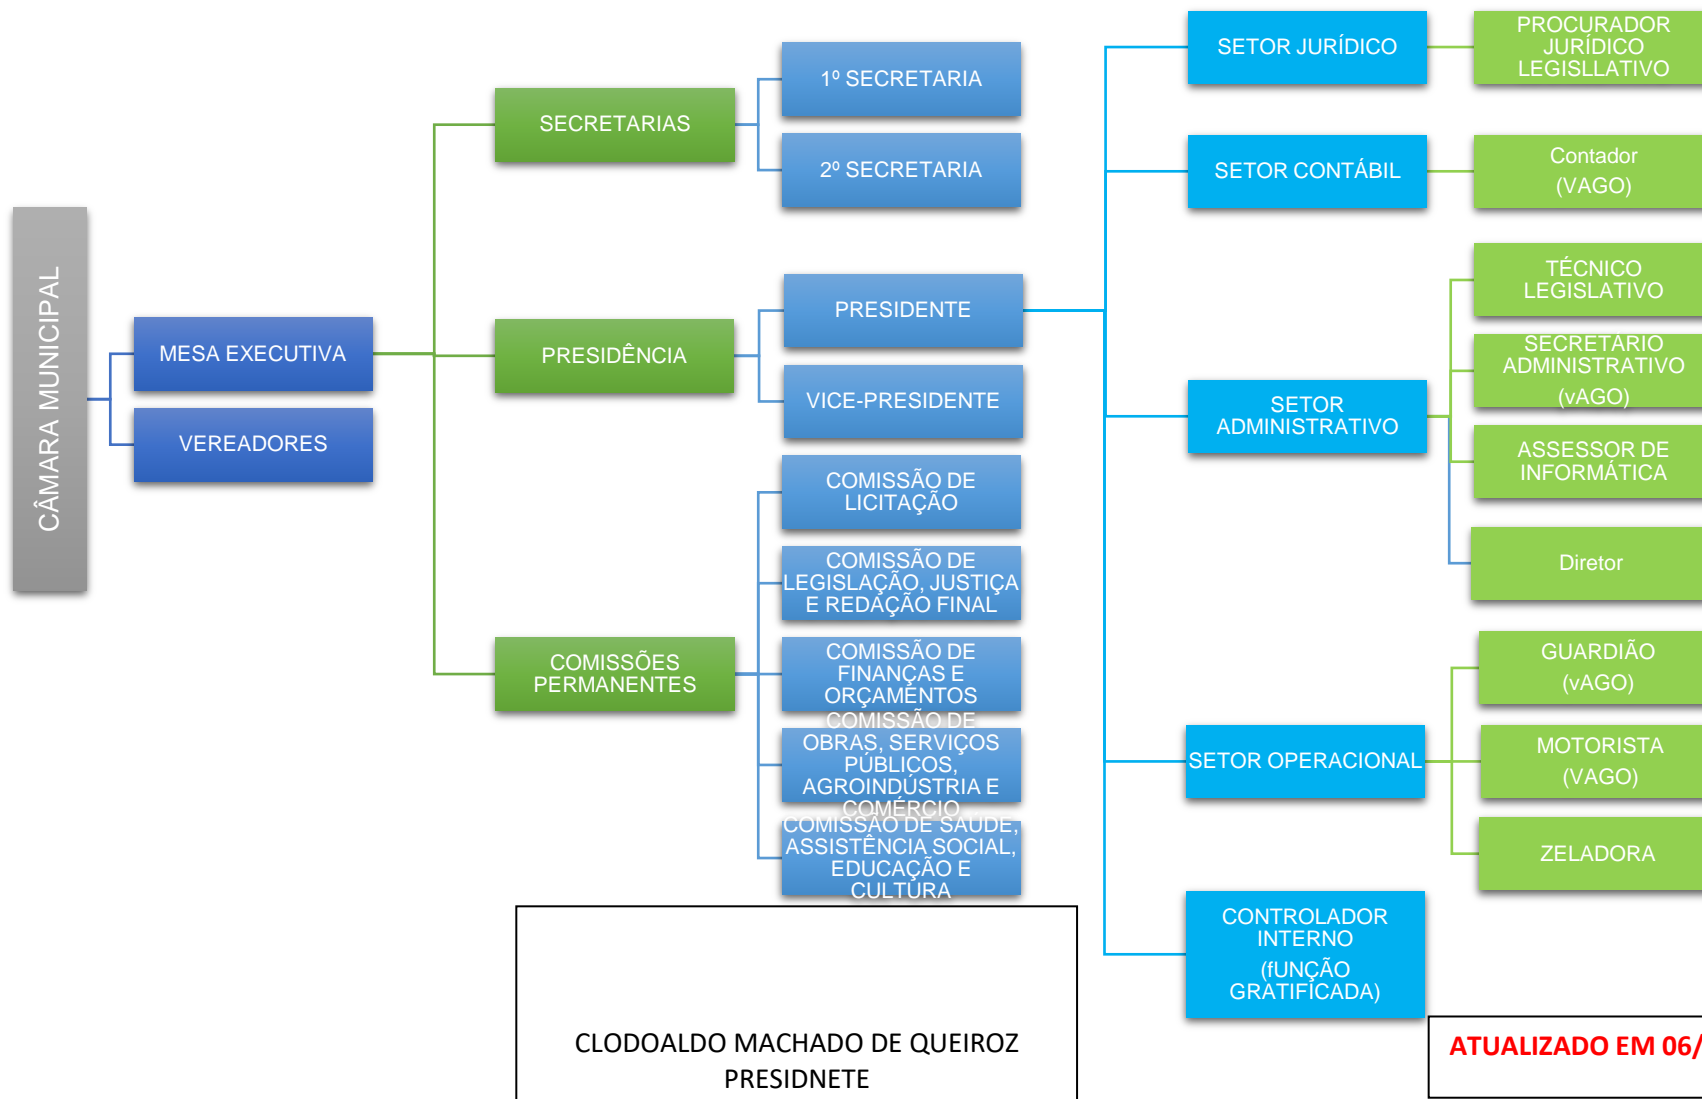 CÂMARA MUNICIPAL
MESA EXECUTIVA
VEREADORES
SECRETARIAS
PRESIDÊNCIA
COMISSÕES
PERMANENTES
1º SECRETARIA
2º SECRETARIA
PRESIDENTE
VICE-PRESIDENTE
COMISSÃO DE
LICITAÇÃO
COMISSÃO DE
LEGISLAÇÃO, JUSTIÇA
E REDAÇÃO FINAL
COMISSÃO DE
FINANÇAS E
ORÇAMENTOS
COMISSÃO DE
OBRAS, SERVIÇOS
PÚBLICOS,
AGROINDÚSTRIA E
COMÉRCIO
COMISSÃO DE SAÚDE,
ASSISTÊNCIA SOCIAL,
EDUCAÇÃO E
CULTURA
SETOR JURÍDICO
SETOR CONTÁBIL
SETOR
ADMINISTRATIVO
SETOR OPERACIONAL
CONTROLADOR
INTERNO
(fUNÇÃO
GRATIFICADA)
PROCURADOR
JURÍDICO
LEGISLLATIVO
Contador
(VAGO)
TÉCNICO
LEGISLATIVO
SECRETÁRIO
ADMINISTRATIVO
(vAGO)
ASSESSOR DE
INFORMÁTICA
Diretor
GUARDIÃO
(vAGO)
MOTORISTA
(VAGO)
ZELADORA
CLODOALDO MACHADO DE QUEIROZ
PRESIDNETE
ATUALIZADO EM 06/